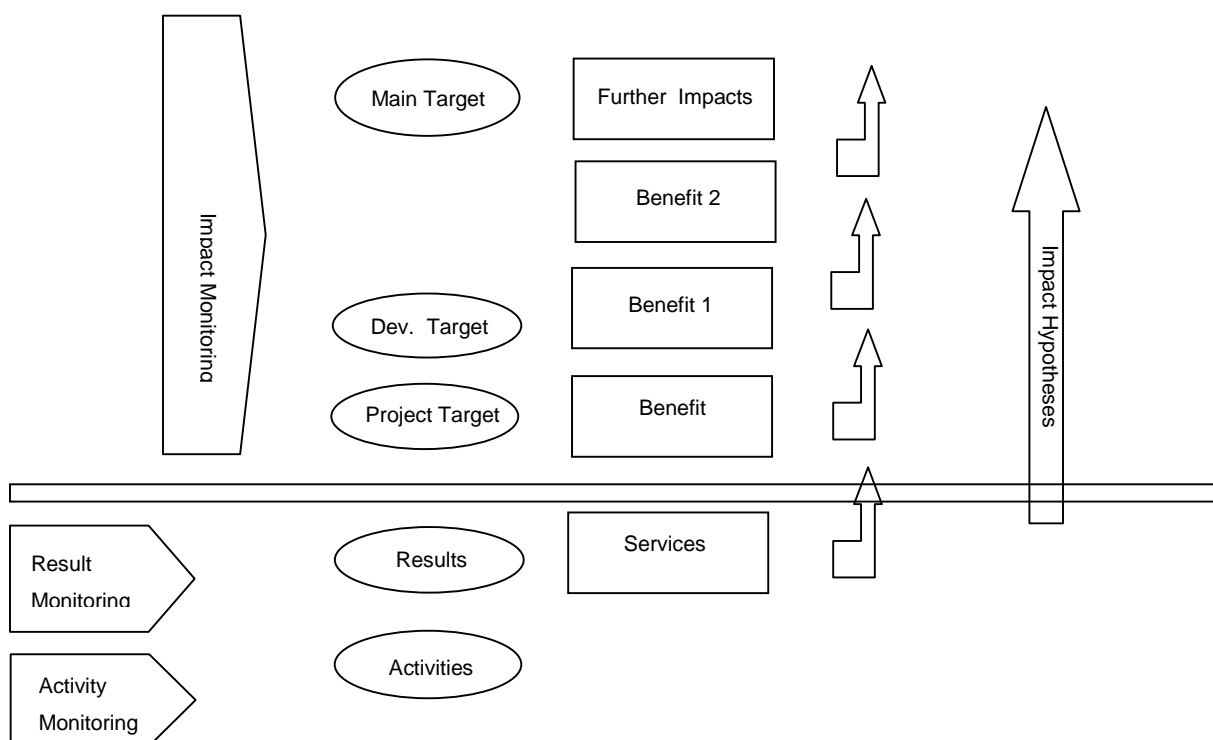 Main Target
Further Impacts
Benefit 2
Impact Monitoring
Dev. Target
Benefit 1
Project Target
Benefit
Impact Hypotheses
Result
Monitoring
Results
Services
Activity
Monitoring
Activities